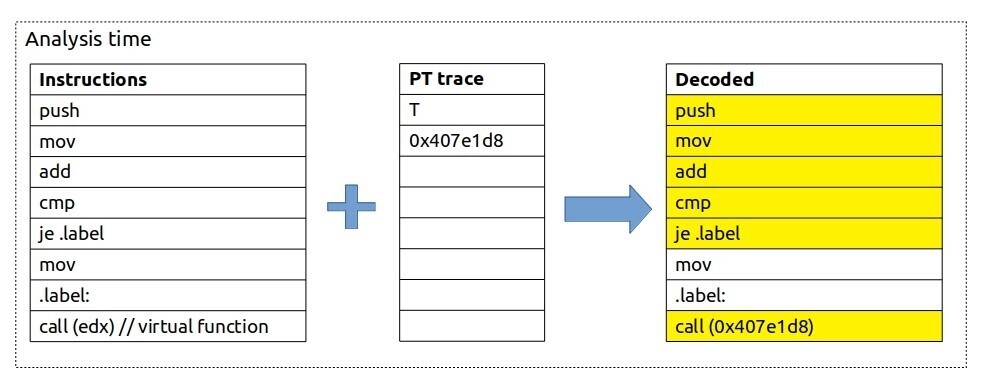 Analysis time
Instructions
push
mov
add
cmp
je .label
mov
.label:
call (edx) // virtual function
PT trace
T
0x407e1d8
Decoded
push
mov
add
cmp
je .label
mov
.label:
call (0x407e1d8)